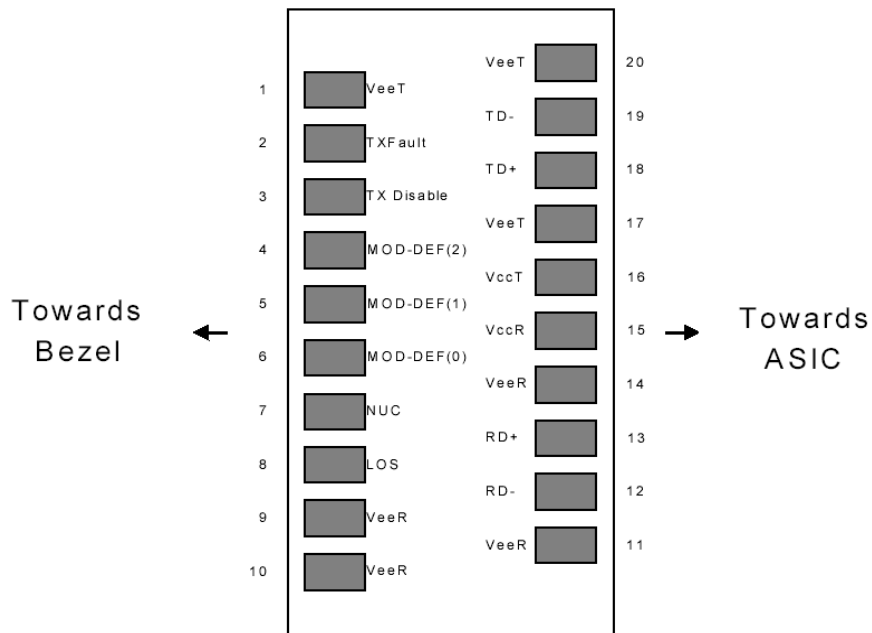 VeeT 20
1 VeeT
TD- 19
2 TXFault
TD+ 18
3 TX Disable
VeeT 17
4 MOD-DEF(2)
VccT 16
5 MOD-DEF(1)
Towards
Bezel
VccR 15
Towards
ASIC
6 MOD-DEF(0)
VeeR 14
7 NUC
RD+ 13
8 LOS
RD- 12
9 VeeR
VeeR 11
10 VeeR